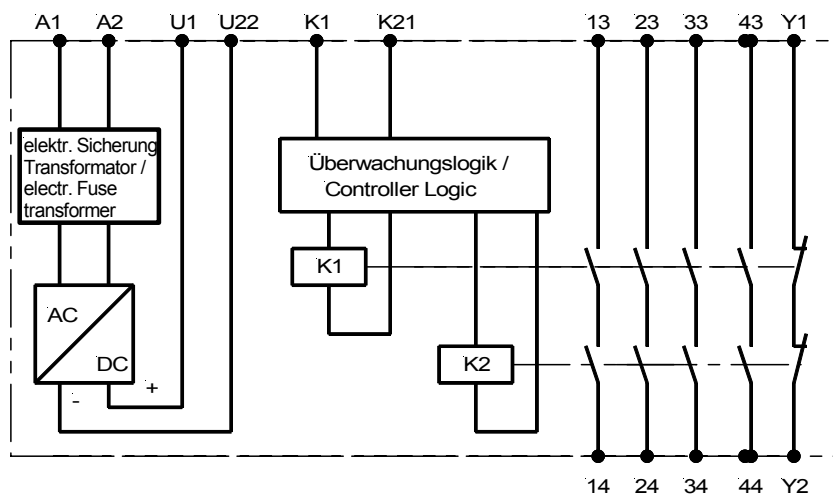 A1 A2 U1 U22 K1 K21 13 23 33 43 Y1
elektr. Sicherung
Transformator /
electr. Fuse
transformer
Überwachungslogik /
Controller Logic
K1
AC
DC
K2
- +
14 24 34 44 Y2